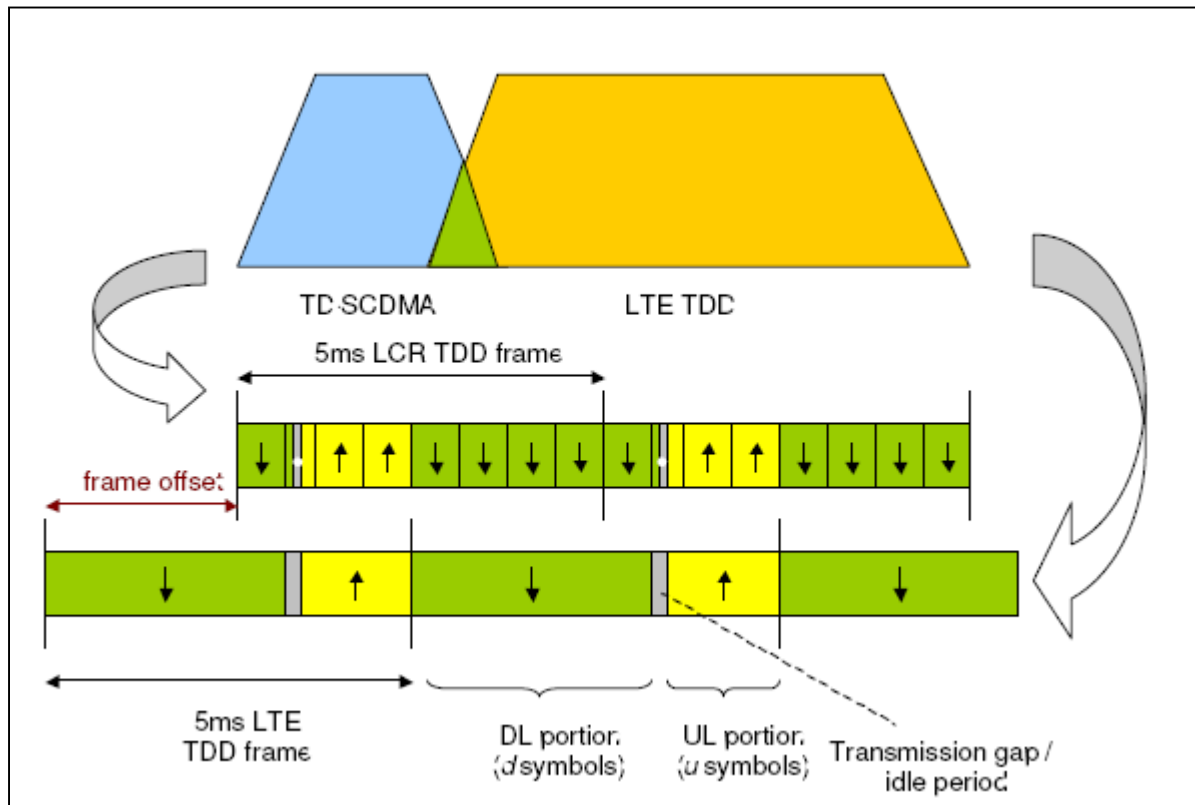 TD-SCDMA
LTE TDD
5ms LCR TDD frame
frame offset
5ms LTE
TDD frame
DL portion
(d symbols)
UL portion
(u symbols)
Transmission gap /
idle period